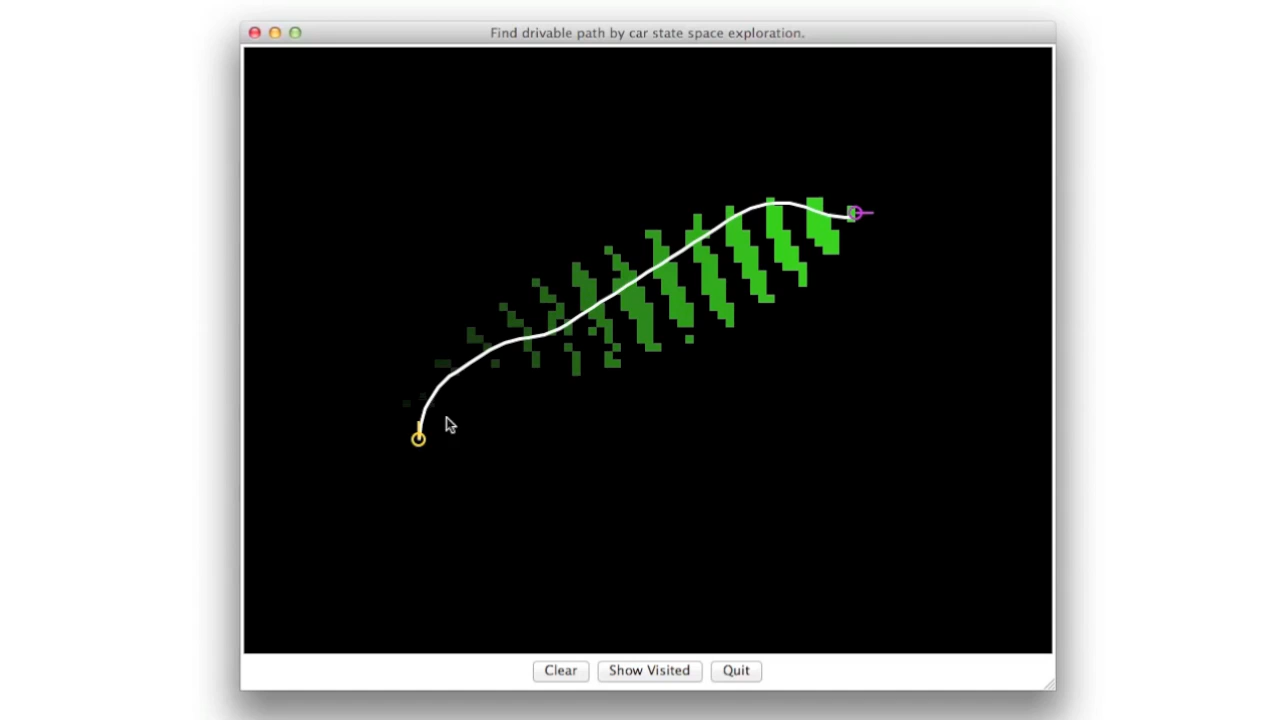 Find drivable path by car state space exploration.
Clear
Show Visited
Quit